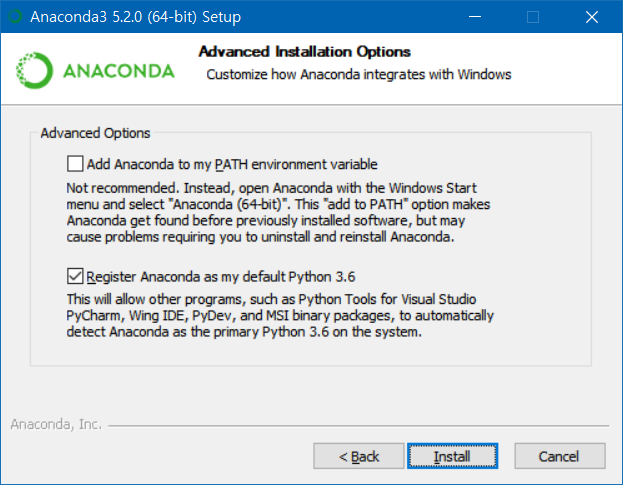 Anaconda3 5.2.0 (64-bit) Setup
ANACONDA
Advanced Installation Options
Customize how Anaconda integrates with Windows
Advanced Options
Add Anaconda to my PATH environment variable
Not recommended. Instead, open Anaconda with the Windows Start
menu and select "Anaconda (64-bit)". This "add to PATH" option makes
Anaconda get found before previously installed software, but may
cause problems requiring you to uninstall and reinstall Anaconda.
Register Anaconda as my default Python 3.6
This will allow other programs, such as Python Tools for Visual Studio
PyCharm, Wing IDE, PyDev, and MSI binary packages, to automatically
detect Anaconda as the primary Python 3.6 on the system.
Anaconda, Inc.
< Back
Install
Cancel